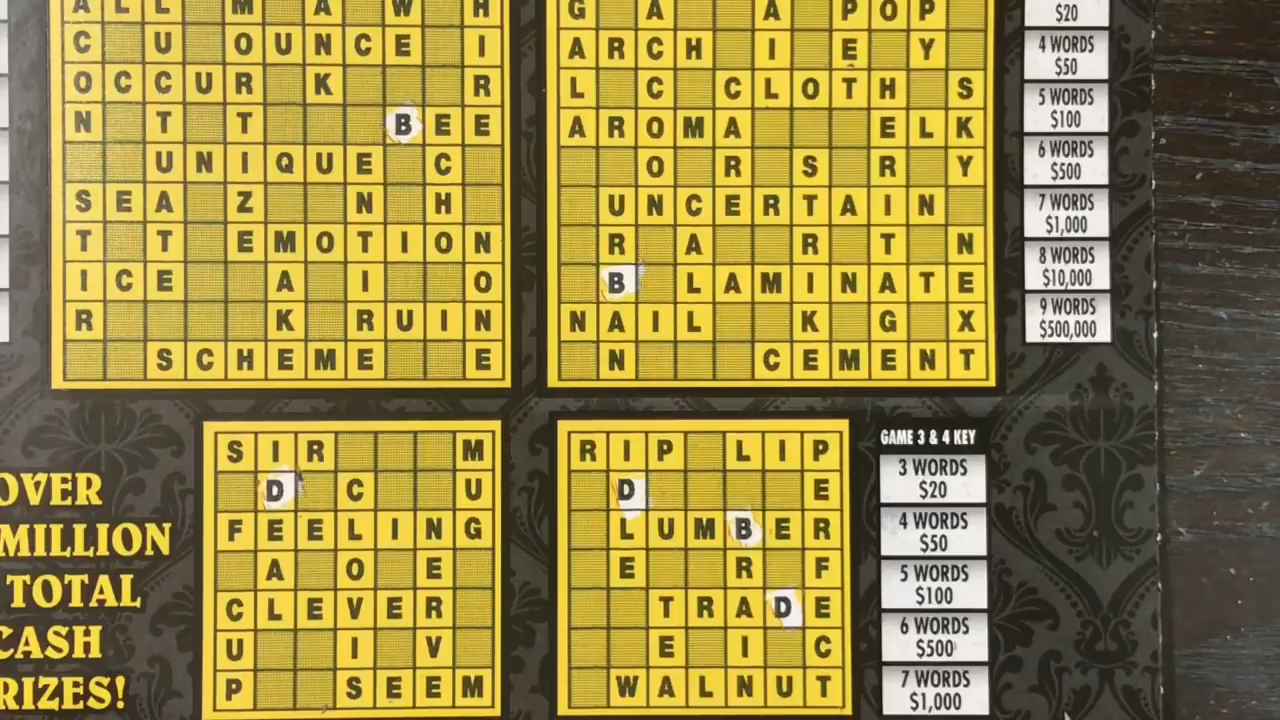 A L L M A W H
C U O U N C E I
O C C U R K R
N T T B E E
U N I Q U E C
S E A Z N H
T T E M O T I O N
I C E A I O
R K R U I N
S C H E M E E
G A A P O P
A R C H I E Y
L C C L O T H S
A R O M A E L K
O R S R Y
U N C E R T A I N
R A R T N
B L A M I N A T E
N A I L K G X
N C E M E N T
$20
4 WORDS
$50
5 WORDS
$100
6 WORDS
$500
7 WORDS
$1,000
8 WORDS
$10,000
9 WORDS
$500,000
OVER
MILLION
TOTAL
CASH
RIZES!
S I R M
D C U
F E E L I N G
A O E
C L E V E R
U I V
P S E E M
R I P L I P
D E
L U M B E R
E R F
T R A D E
E I C
W A L N U T
GAME 3 & 4 KEY
3 WORDS
$20
4 WORDS
$50
5 WORDS
$100
6 WORDS
$500
7 WORDS
$1,000